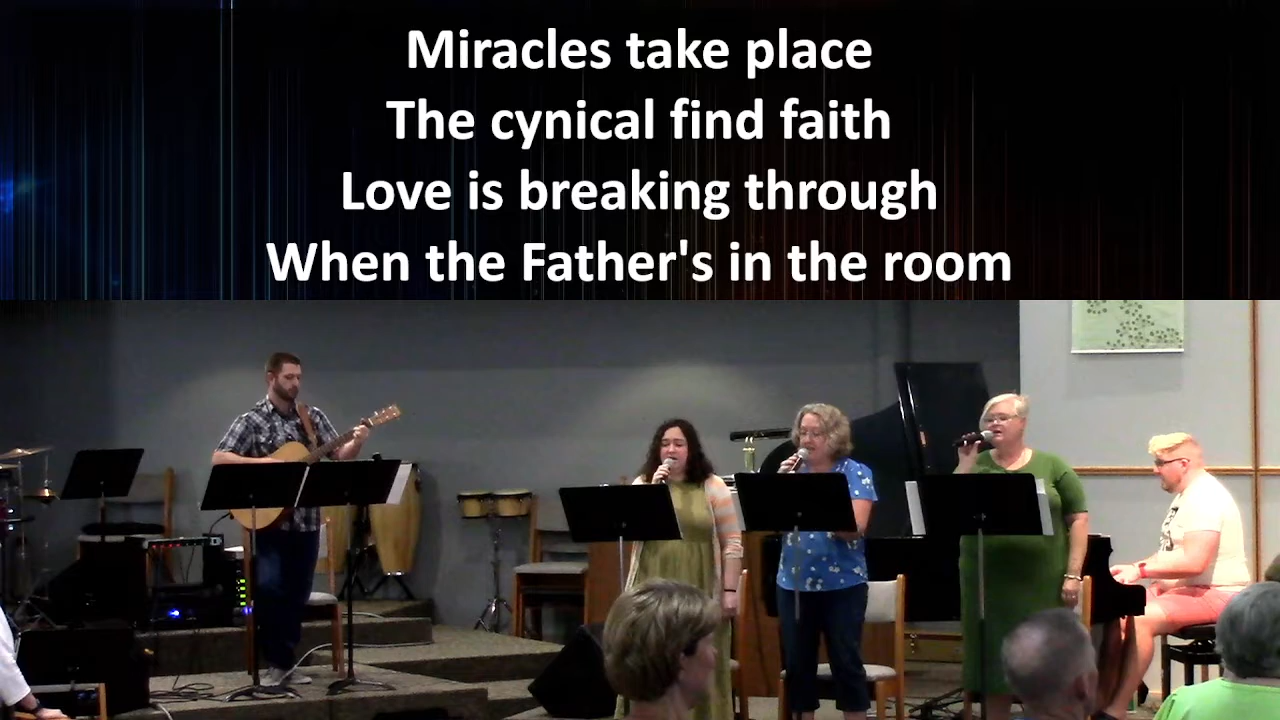 Miracles take place
The cynical find faith
Love is breaking through
When the Father's in the room